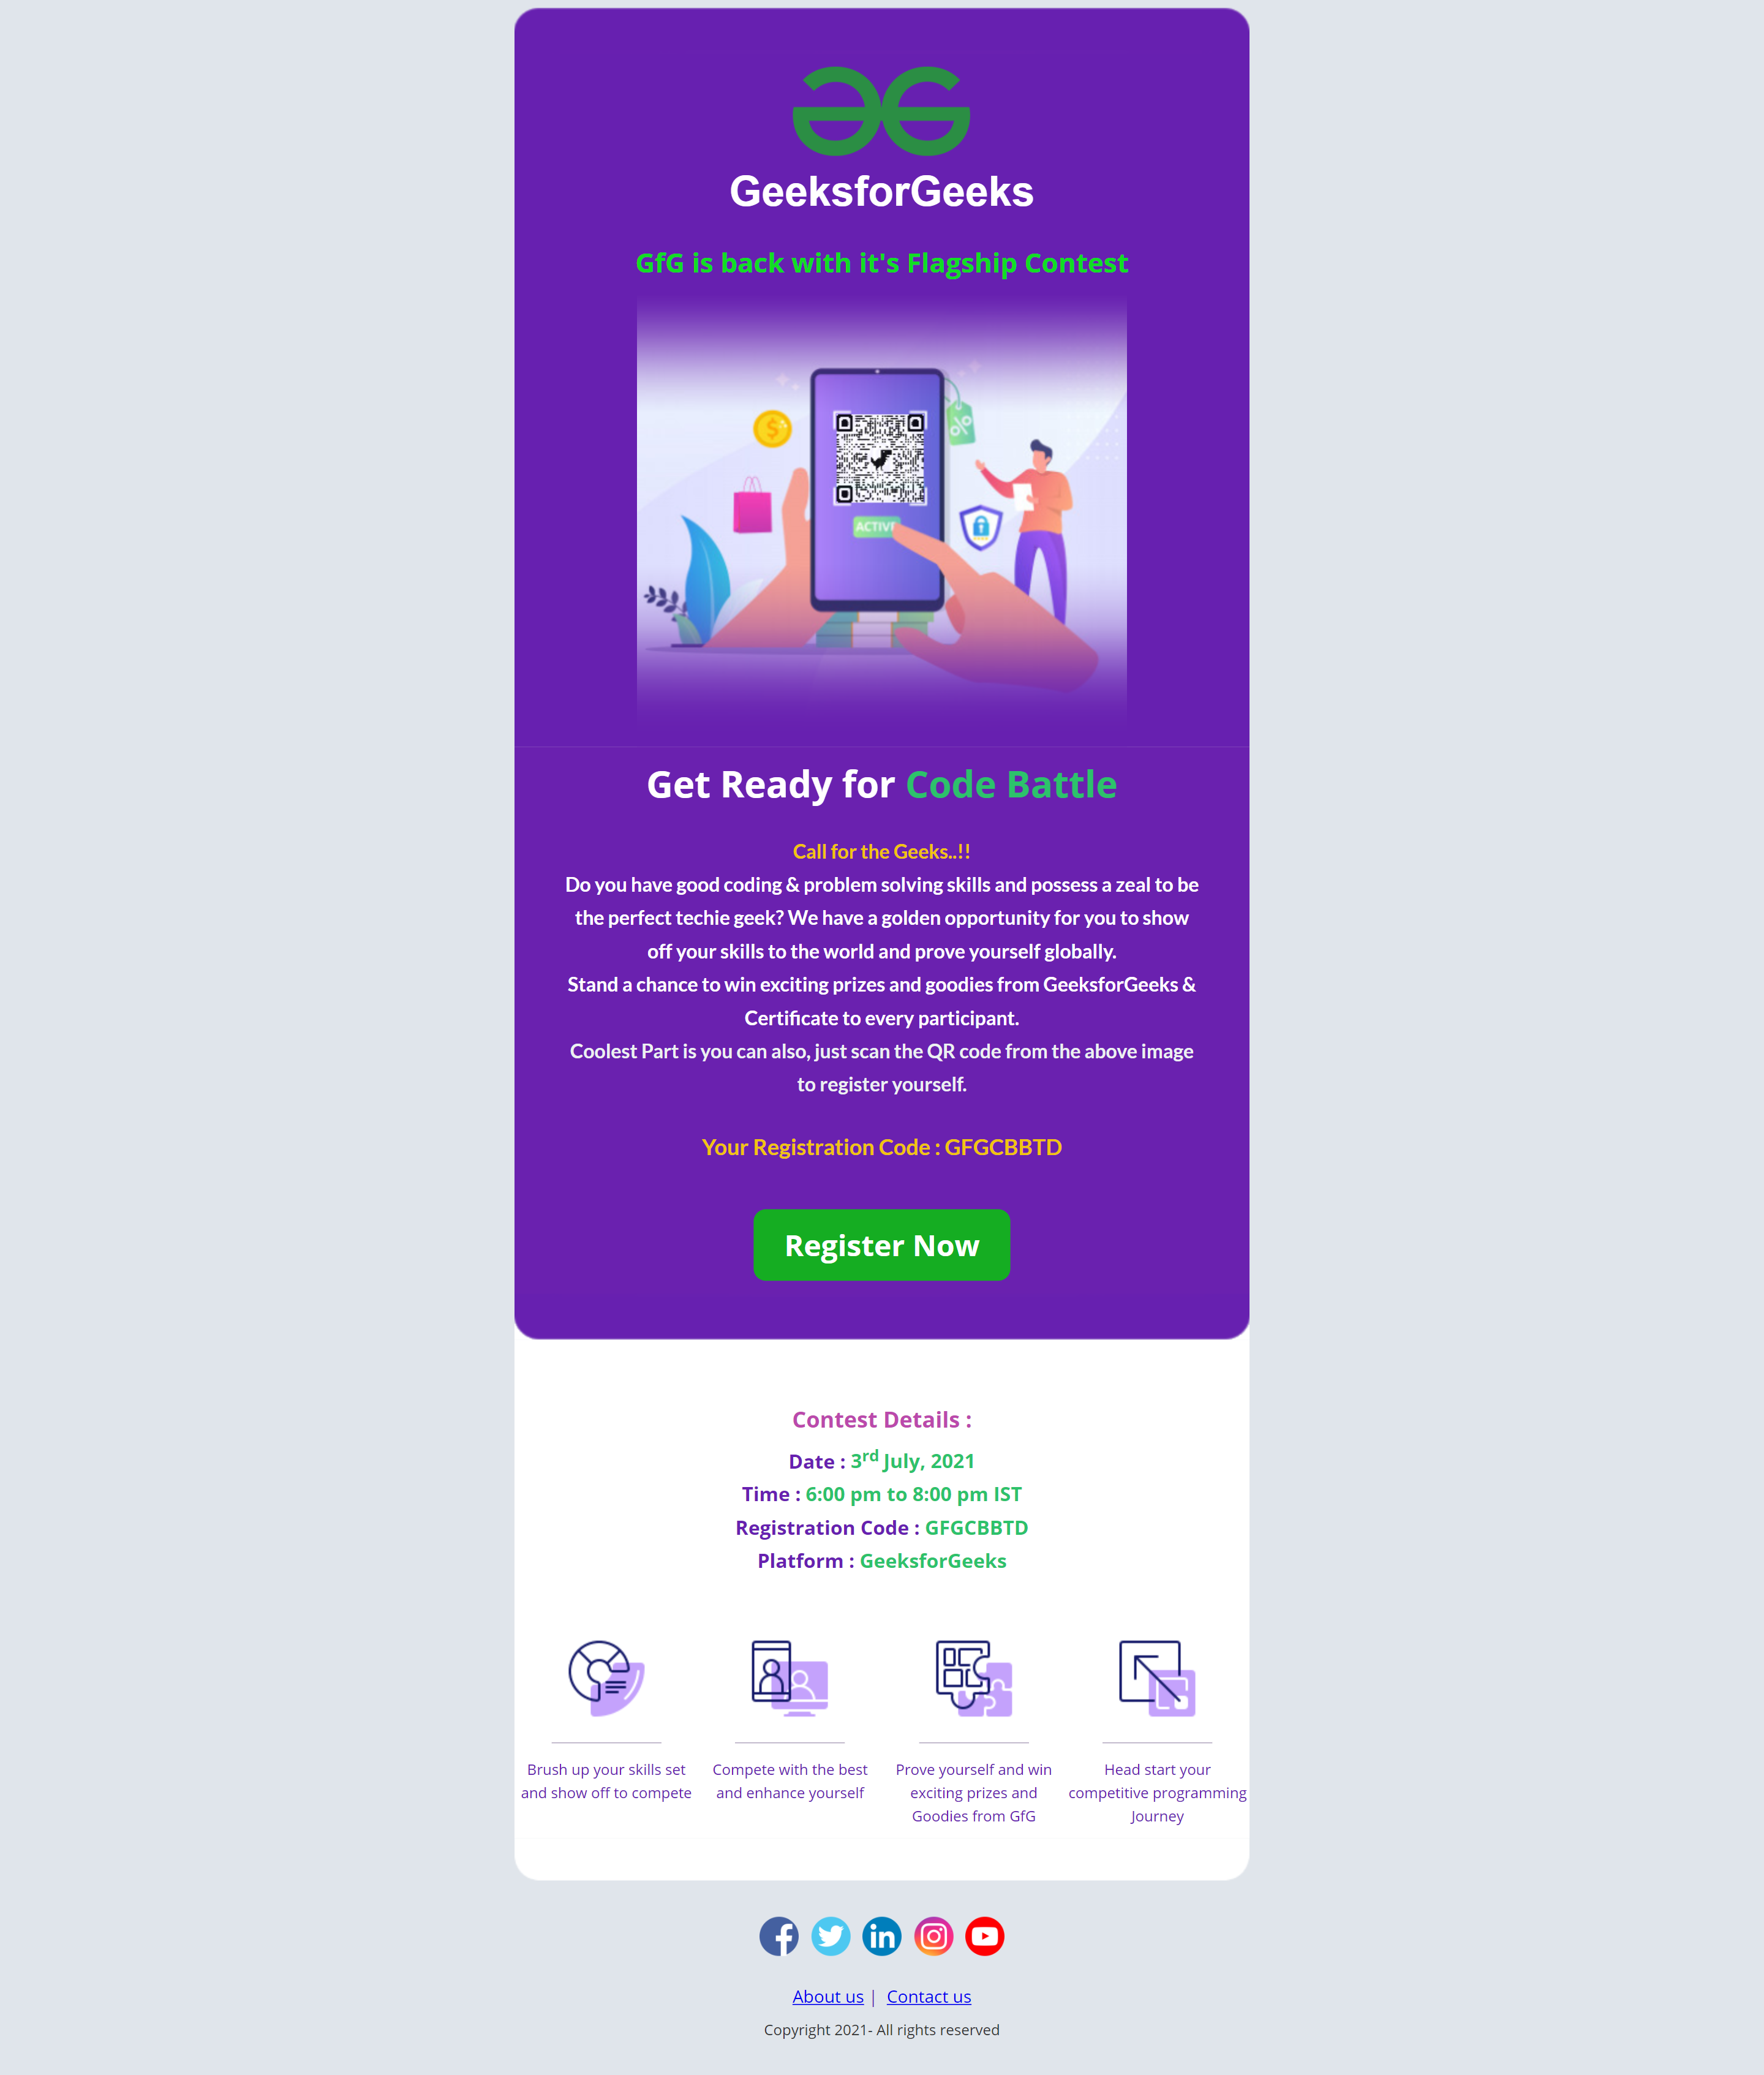 GeeksforGeeks
GfG is back with it's Flagship Contest
%
$
ACTIVE
Get Ready for Code Battle
Call for the Geeks..!!
Do you have good coding & problem solving skills and possess a zeal to be
the perfect techie geek? We have a golden opportunity for you to show
off your skills to the world and prove yourself globally.
Stand a chance to win exciting prizes and goodies from GeeksforGeeks &
Certificate to every participant.
Coolest Part is you can also, just scan the QR code from the above image
to register yourself.
Your Registration Code : GFGCBBTD
Register Now
Contest Details :
Date : 3rd July, 2021
Time : 6:00 pm to 8:00 pm IST
Registration Code : GFGCBBTD
Platform : GeeksforGeeks
Brush up your skills set
and show off to compete
Compete with the best
and enhance yourself
Prove yourself and win
exciting prizes and
Goodies from GfG
Head start your
competitive programming
Journey
About us | Contact us
Copyright 2021- All rights reserved